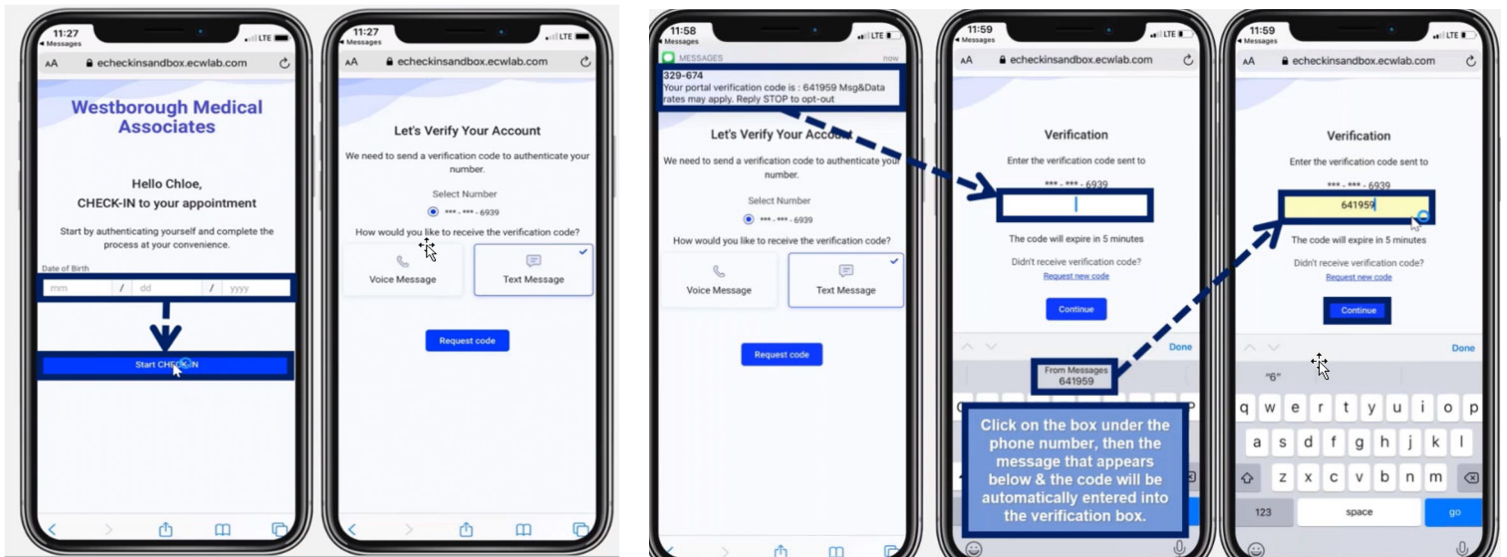 11:27
Messages
LTE
AA echeckinsandbox.ecwlab.com
Westborough Medical
Associates
Hello Chloe,
CHECK-IN to your appointment
Start by authenticating yourself and complete the
process at your convenience.
Date of Birth
mm / dd / yyyy
Start CHECK-IN
11:27
Messages
LTE
AA echeckinsandbox.ecwlab.com
Let's Verify Your Account
We need to send a verification code to authenticate your
number.
Select Number
*** - *** - 6939
How would you like to receive the verification code?
Voice Message
Text Message
Request code
11:58
Messages
LTE
MESSAGES now
329-674
Your portal verification code is : 641959 Msg&Data
rates may apply. Reply STOP to opt-out
Let's Verify Your Account
We need to send a verification code to authenticate your
number.
Select Number
*** - *** - 6939
How would you like to receive the verification code?
Voice Message
Text Message
Request code
11:59
Messages
LTE
AA echeckinsandbox.ecwlab.com
Verification
Enter the verification code sent to
*** - *** - 6939
The code will expire in 5 minutes
Didn't receive verification code?
Request new code
Continue
Done
From Messages
641959
Click on the box under the
phone number, then the
message that appears
below & the code will be
automatically entered into
the verification box.
11:59
Messages
LTE
AA echeckinsandbox.ecwlab.com
Verification
Enter the verification code sent to
*** - *** - 6939
641959
The code will expire in 5 minutes
Didn't receive verification code?
Request new code
Continue
Done
"6"
q w e r t y u i o p
a s d f g h j k l
z x c v b n m
123 space go